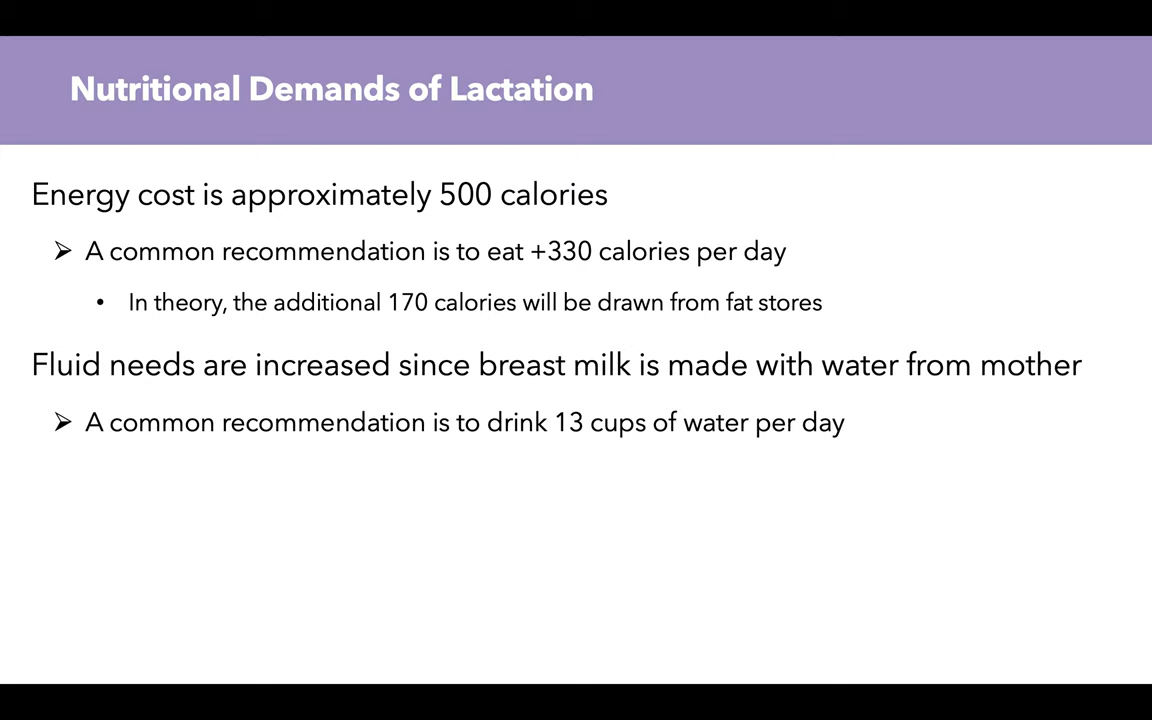 Nutritional Demands of Lactation
Energy cost is approximately 500 calories
➢ A common recommendation is to eat +330 calories per day
• In theory, the additional 170 calories will be drawn from fat stores
Fluid needs are increased since breast milk is made with water from mother
➢ A common recommendation is to drink 13 cups of water per day